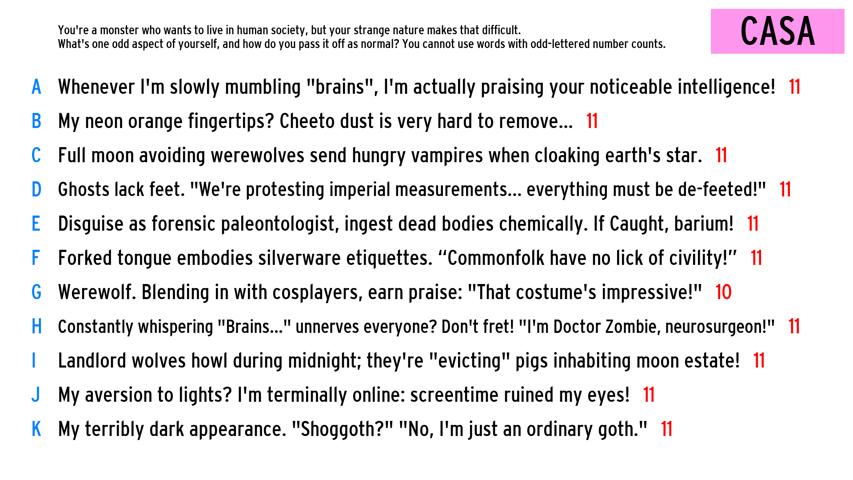 You're a monster who wants to live in human society, but your strange nature makes that difficult.
What's one odd aspect of yourself, and how do you pass it off as normal? You cannot use words with odd-lettered number counts.
CASA
A Whenever I'm slowly mumbling "brains", I'm actually praising your noticeable intelligence! 11
B My neon orange fingertips? Cheeto dust is very hard to remove... 11
C Full moon avoiding werewolves send hungry vampires when cloaking earth's star. 11
D Ghosts lack feet. "We're protesting imperial measurements... everything must be de-feeted!" 11
E Disguise as forensic paleontologist, ingest dead bodies chemically. If Caught, barium! 11
F Forked tongue embodies silverware etiquettes. “Commonfolk have no lick of civility!” 11
G Werewolf. Blending in with cosplayers, earn praise: "That costume's impressive!" 10
H Constantly whispering "Brains..." unnerves everyone? Don't fret! "I'm Doctor Zombie, neurosurgeon!" 11
I Landlord wolves howl during midnight; they're "evicting" pigs inhabiting moon estate! 11
J My aversion to lights? I'm terminally online: screentime ruined my eyes! 11
K My terribly dark appearance. "Shoggoth?" "No, I'm just an ordinary goth." 11